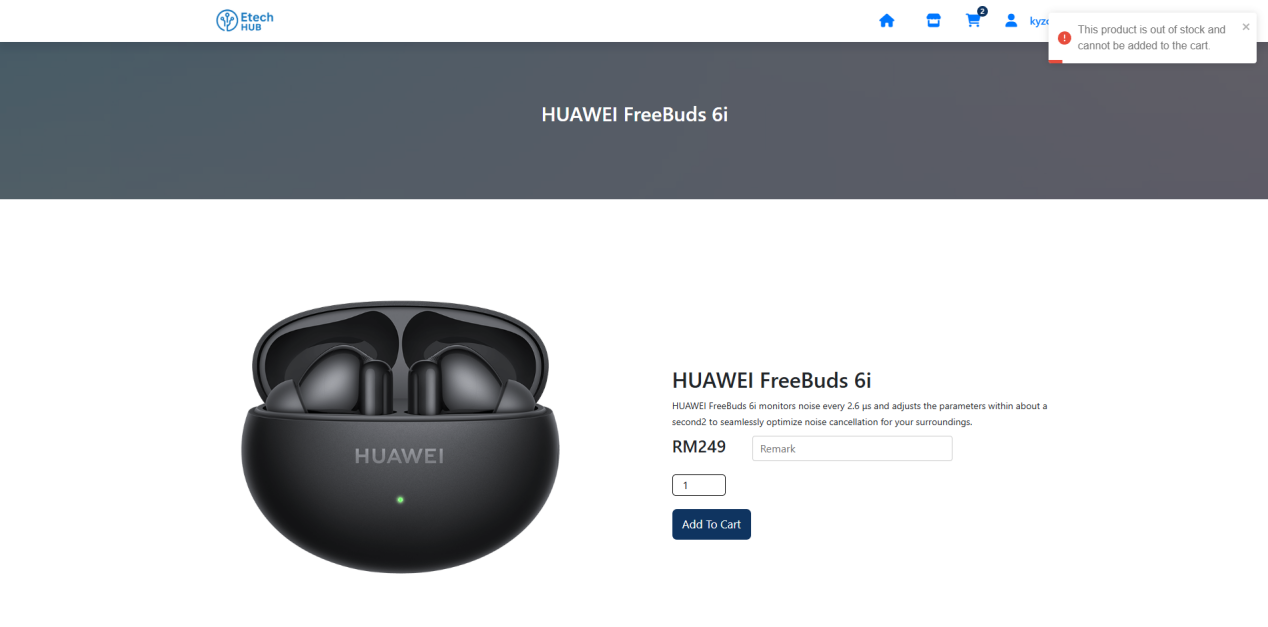 Etech
HUB
2
This product is out of stock and
cannot be added to the cart.
HUAWEI FreeBuds 6i
HUAWEI
HUAWEI FreeBuds 6i
HUAWEI FreeBuds 6i monitors noise every 2.6 μs and adjusts the parameters within about a
second2 to seamlessly optimize noise cancellation for your surroundings.
RM249
Remark
1
Add To Cart